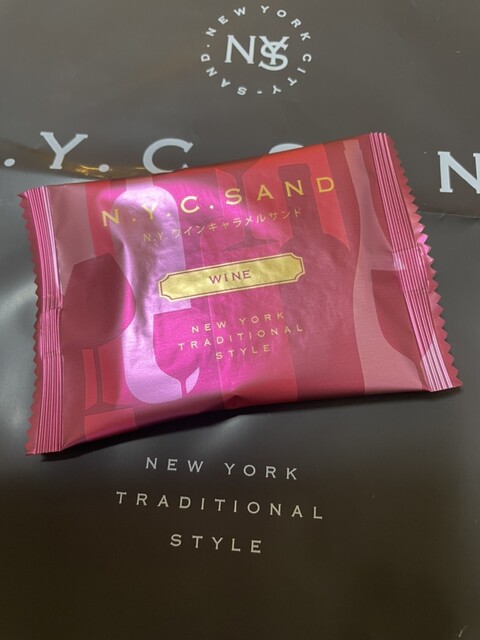 NEW YORK CITY・SAND・
NYS
.Y.C.SAN
N.Y.C.SAND
N.Y.ワインキャラメルサンド
WINE
NEW YORK
TRADITIONAL
STYLE
NEW YORK
TRADITIONAL
STYLE